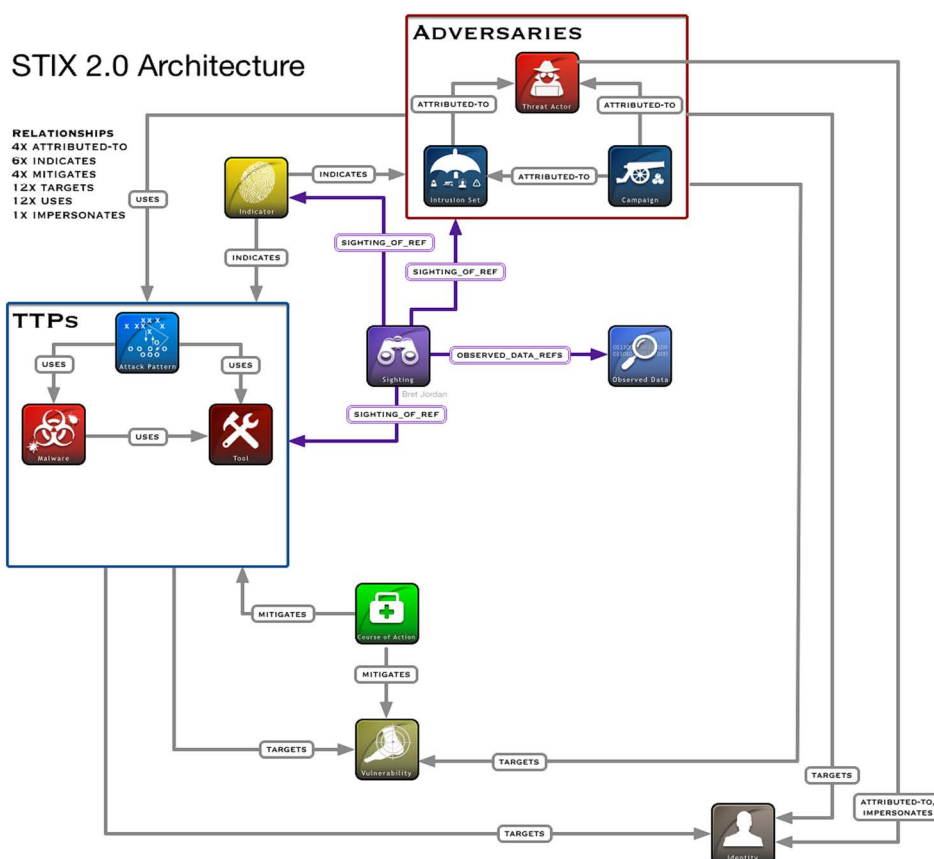 STIX 2.0 Architecture
RELATIONSHIPS
4X ATTRIBUTED-TO
6X INDICATES
4X MITIGATES
12X TARGETS
12X USES
1X IMPERSONATES
ADVERSARIES
Threat Actor
ATTRIBUTED-TO
ATTRIBUTED-TO
Intrusion Set
ATTRIBUTED-TO
Campaign
INDICATES
Indicator
USES
SIGHTING_OF_REF
INDICATES
SIGHTING_OF_REF
TTPs
Attack Pattern
USES
USES
Malware
USES
Tool
Sighting
OBSERVED_DATA_REFS
Observed Data
Bret Jordan
SIGHTING_OF_REF
MITIGATES
Course of Action
MITIGATES
TARGETS
Vulnerability
TARGETS
TARGETS
ATTRIBUTED-TO,
IMPERSONATES
TARGETS
Identity